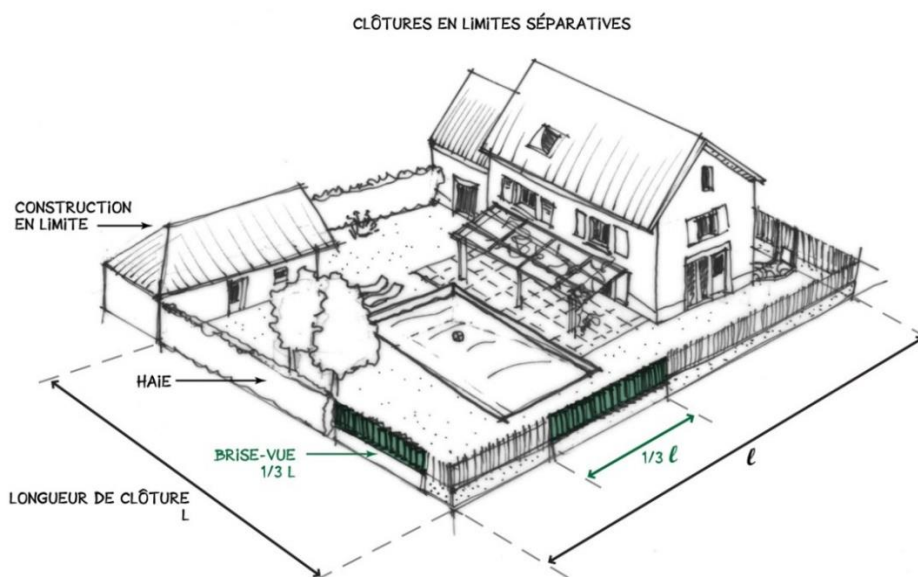 CLÔTURES EN LIMITES SÉPARATIVES
CONSTRUCTION
EN LIMITE
HAIE
BRISE-VUE
1/3 L
1/3 ℓ
ℓ
LONGUEUR DE CLÔTURE
L